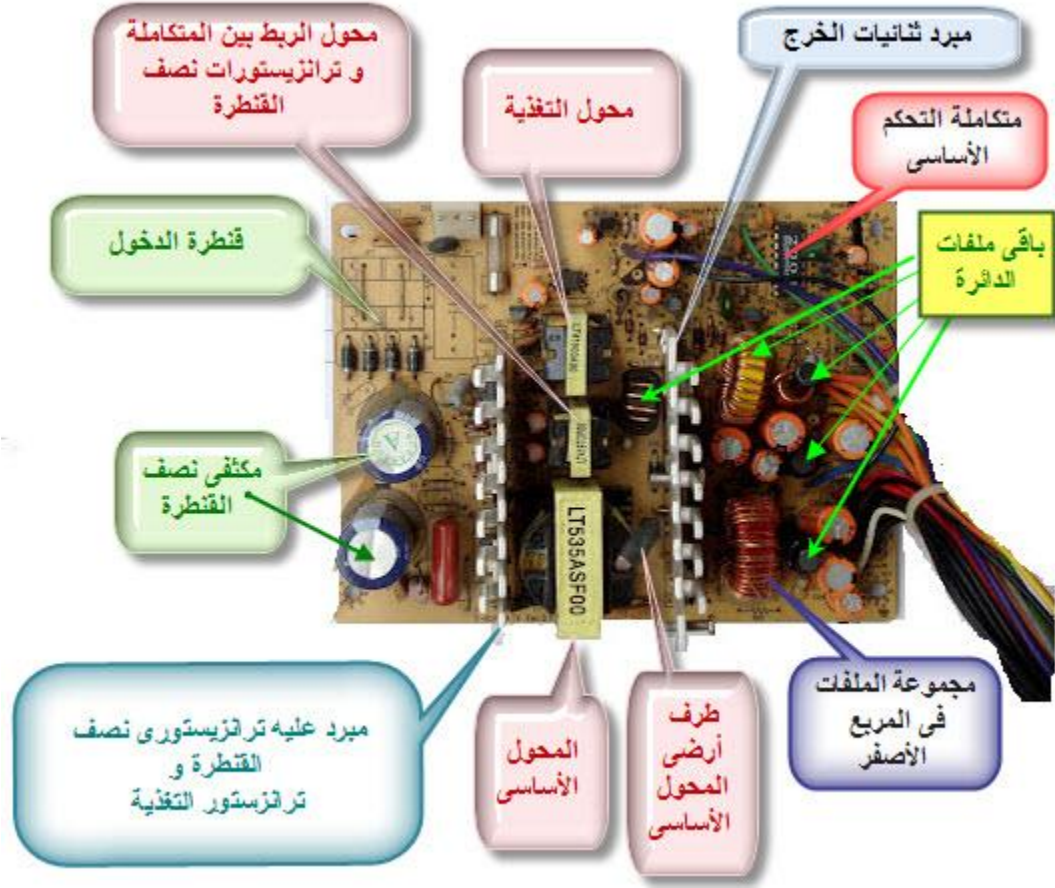 محول الربط بين المتكاملة
و ترانزيستورات نصف
القنطرة
محول التغذية
مبرد ثنائيات الخرج
متكاملة التحكم
الأساسى
قنطرة الدخول
باقى ملفات
الدائرة
مكثفى نصف
القنطرة
LT535ASF00
مبرد عليه ترانزيستورى نصف
القنطرة و
ترانزستور التغذية
المحول
الأساسى
طرف
أرضى
المحول
الأساسى
مجموعة الملفات
فى المربع
الأصفر